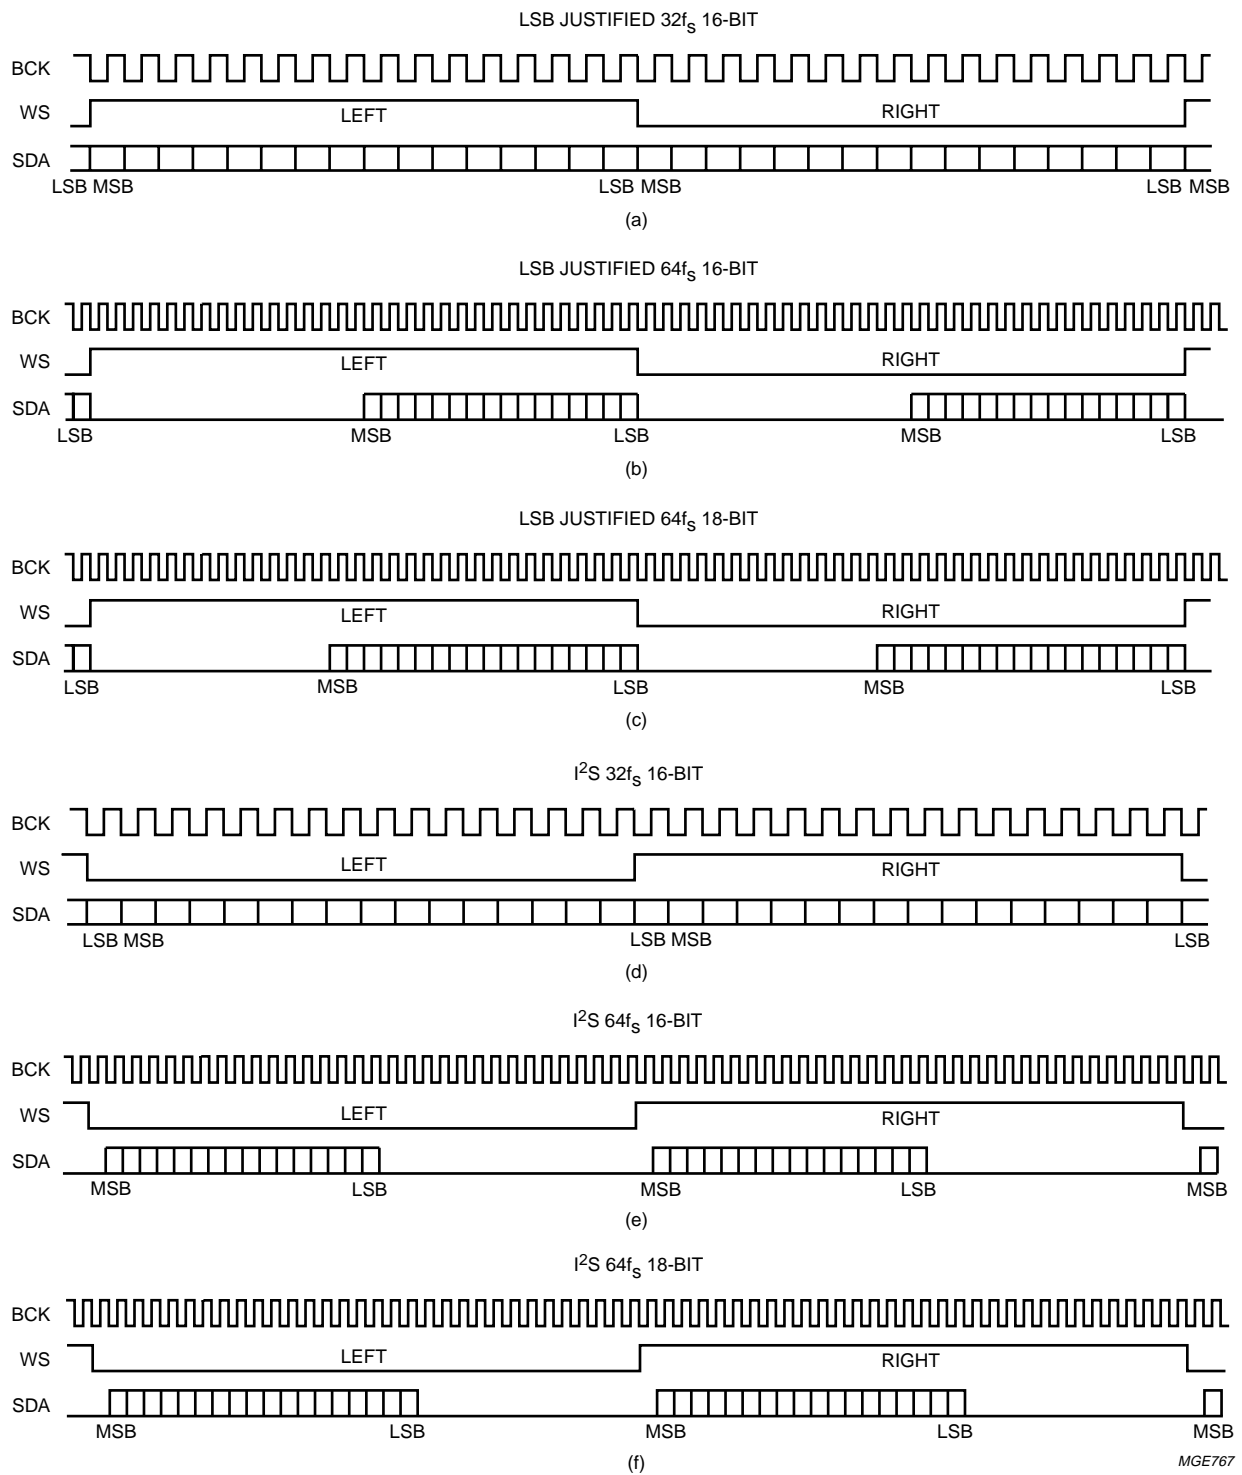 LSB JUSTIFIED 32fs 16-BIT
BCK
WS LEFT RIGHT
SDA
LSB MSB LSB MSB LSB MSB
(a)
LSB JUSTIFIED 64fs 16-BIT
BCK
WS LEFT RIGHT
SDA
LSB MSB LSB MSB LSB
(b)
LSB JUSTIFIED 64fs 18-BIT
BCK
WS LEFT RIGHT
SDA
LSB MSB LSB MSB LSB
(c)
I2S 32fs 16-BIT
BCK
WS LEFT RIGHT
SDA
LSB MSB LSB MSB LSB
(d)
I2S 64fs 16-BIT
BCK
WS LEFT RIGHT
SDA
MSB LSB MSB LSB MSB
(e)
I2S 64fs 18-BIT
BCK
WS LEFT RIGHT
SDA
MSB LSB MSB LSB MSB
(f) MGE767